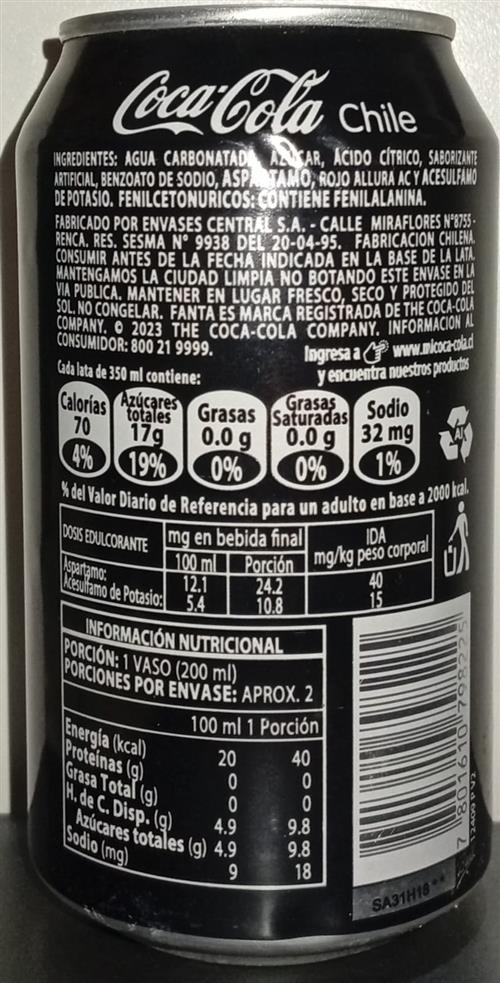 Coca-Cola Chile
INGREDIENTES: AGUA CARBONATADA, AZÚCAR, ÁCIDO CÍTRICO, SABORIZANTE
ARTIFICIAL, BENZOATO DE SODIO, ASPARTAMO, ROJO ALLURA AC Y ACESULFAMO
DE POTASIO. FENILCETONURICOS: CONTIENE FENILALANINA.
FABRICADO POR ENVASES CENTRAL S.A. - CALLE MIRAFLORES N°8755 -
RENCA. RES. SESMA N° 9938 DEL 20-04-95. FABRICACION CHILENA.
CONSUMIR ANTES DE LA FECHA INDICADA EN LA BASE DE LA LATA.
MANTENGAMOS LA CIUDAD LIMPIA NO BOTANDO ESTE ENVASE EN LA
VIA PUBLICA. MANTENER EN LUGAR FRESCO, SECO Y PROTEGIDO DEL
SOL. NO CONGELAR. FANTA ES MARCA REGISTRADA DE THE COCA-COLA
COMPANY. © 2023 THE COCA-COLA COMPANY. INFORMACION AL
CONSUMIDOR: 800 21 9999.
Ingresa a www.micoca-cola.cl
y encuentra nuestros productos
Cada lata de 350 ml contiene:
Calorías 70 4%
Azúcares totales 17g 19%
Grasas 0.0 g 0%
Grasas Saturadas 0.0 g 0%
Sodio 32 mg 1%
Al
% del Valor Diario de Referencia para un adulto en base a 2000 kcal.
DOSIS EDULCORANTE mg en bebida final IDA
100 ml Porción mg/kg peso corporal
Aspartamo: 12.1 24.2 40
Acesulfamo de Potasio: 5.4 10.8 15
INFORMACIÓN NUTRICIONAL
PORCIÓN: 1 VASO (200 ml)
PORCIONES POR ENVASE: APROX. 2
100 ml 1 Porción
Energía (kcal) 20 40
Proteínas (g) 0 0
Grasa Total (g) 0 0
H. de C. Disp. (g) 4.9 9.8
Azúcares totales (g) 4.9 9.8
Sodio (mg) 9 18
7 801610 798225
12409 P V2
SA31H18**